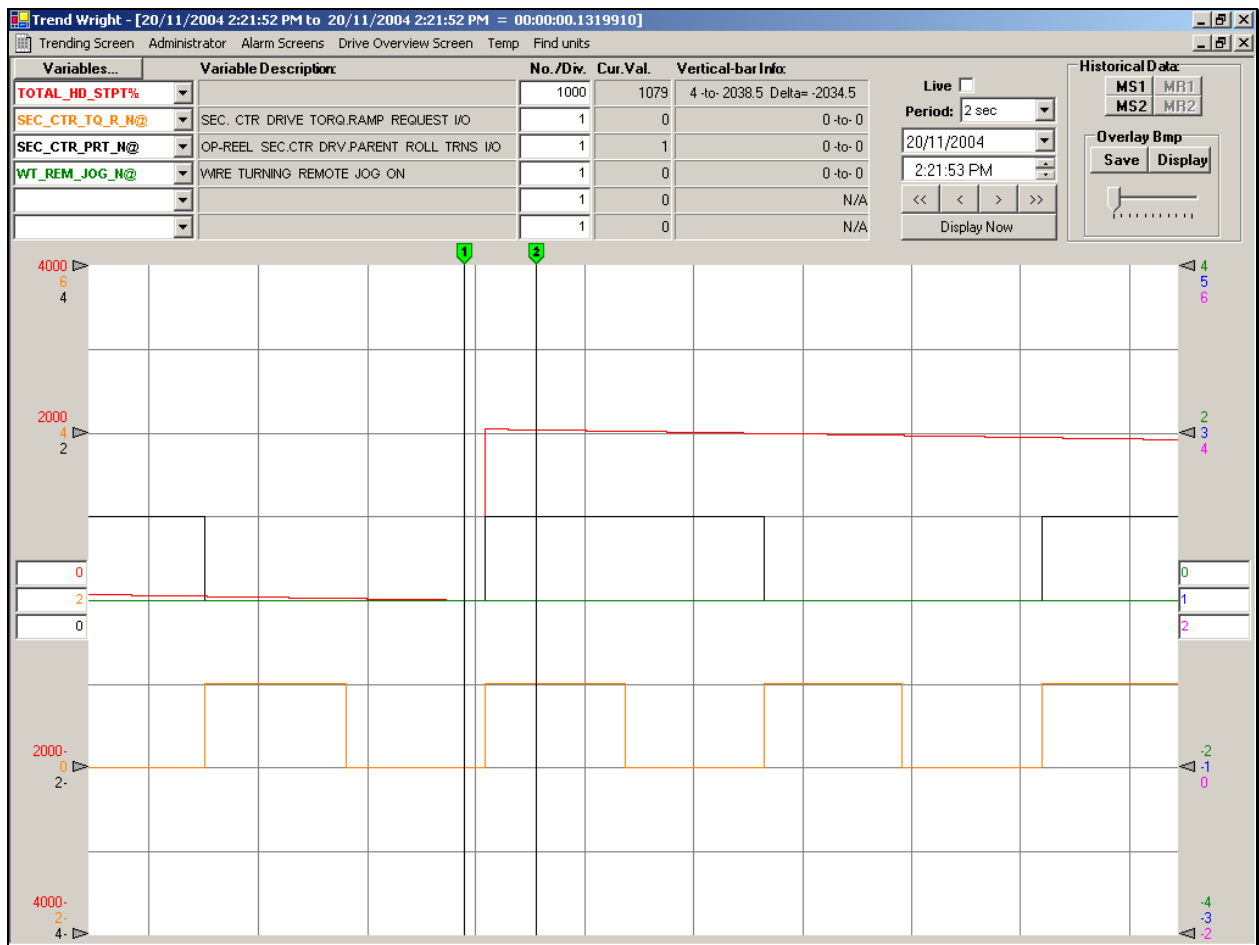 Trend Wright - [20/11/2004 2:21:52 PM to 20/11/2004 2:21:52 PM = 00:00:00.1319910]
Trending Screen Administrator Alarm Screens Drive Overview Screen Temp Find units
Variables... Variable Description: No./Div. Cur.Val. Vertical-bar Info:
TOTAL_HD_STPT% 1000 1079 4 -to- 2038.5 Delta= -2034.5
SEC_CTR_TQ_R_N@ SEC. CTR DRIVE TORQ.RAMP REQUEST I/O 1 0 0 -to- 0
SEC_CTR_PRT_N@ OP-REEL SEC.CTR DRV.PARENT ROLL TRNS I/O 1 1 0 -to- 0
WT_REM_JOG_N@ WIRE TURNING REMOTE JOG ON 1 0 0 -to- 0
1 0 N/A
1 0 N/A
Live
Period: 2 sec
20/11/2004
2:21:53 PM
<< < > >>
Display Now
Historical Data:
MS1 MR1
MS2 MR2
Overlay Bmp
Save Display
1 2
4000 4
6 5
4 6
2000 2
4 3
2 4
0 0
2 1
0 2
2000- -2
0 -1
2- 0
4000- -4
2- -3
4- -2